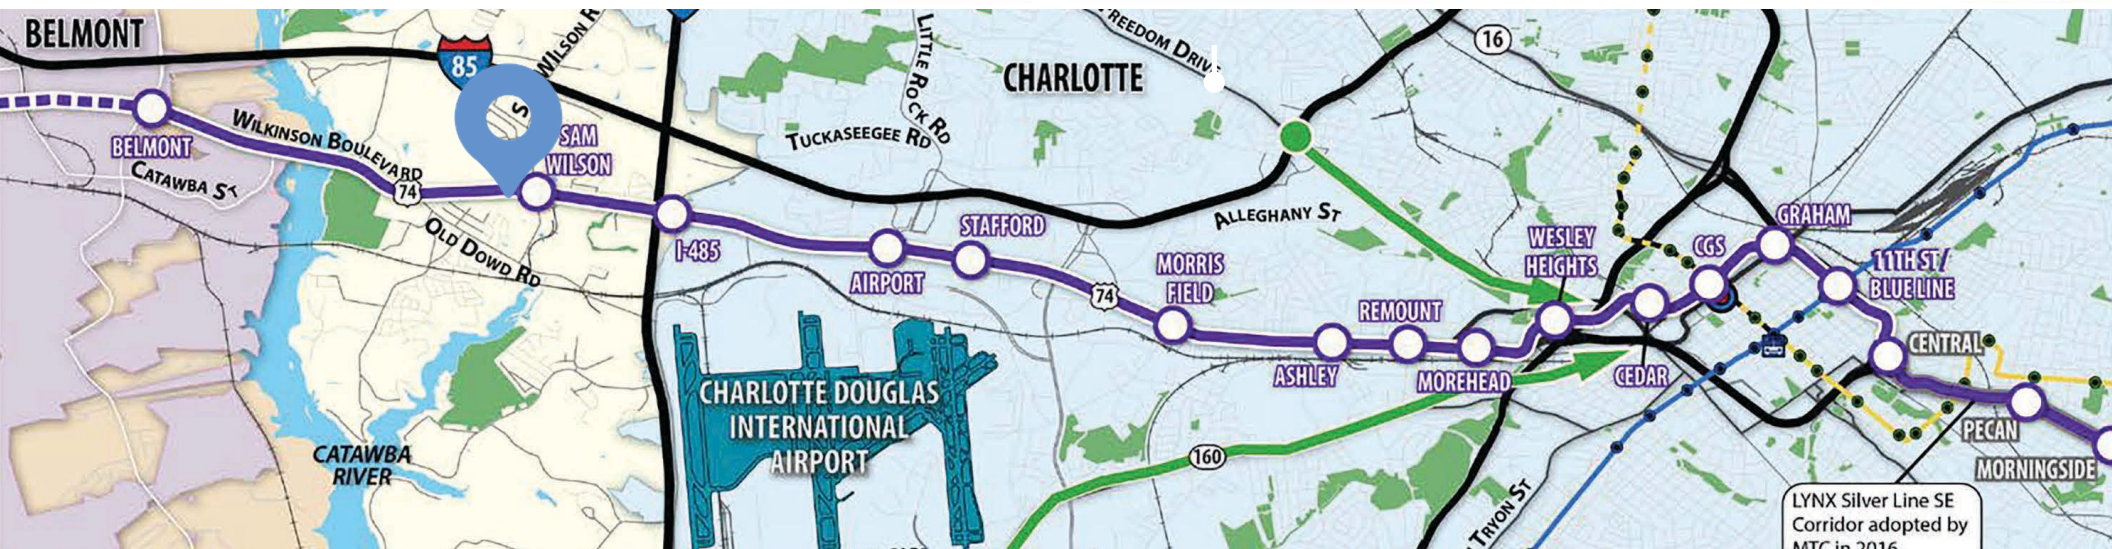 BELMONT
85
WILSON R
S
LITTLE ROCK RD
FREEDOM DRIVE
16
CHARLOTTE
TUCKASEEGEE RD
WILKINSON BOULEVARD
BELMONT
CATAWBA ST
74
SAM
WILSON
OLD DOWD RD
I-485
AIRPORT
STAFFORD
74
MORRIS
FIELD
ALLEGHANY ST
ASHLEY
REMOUNT
MOREHEAD
WESLEY
HEIGHTS
CEDAR
CGS
GRAHAM
11TH ST/
BLUE LINE
CENTRAL
PECAN
MORNINGSIDE
CHARLOTTE DOUGLAS
INTERNATIONAL
AIRPORT
CATAWBA
RIVER
160
TRYON ST
LYNX Silver Line SE
Corridor adopted by
MTC in 2016